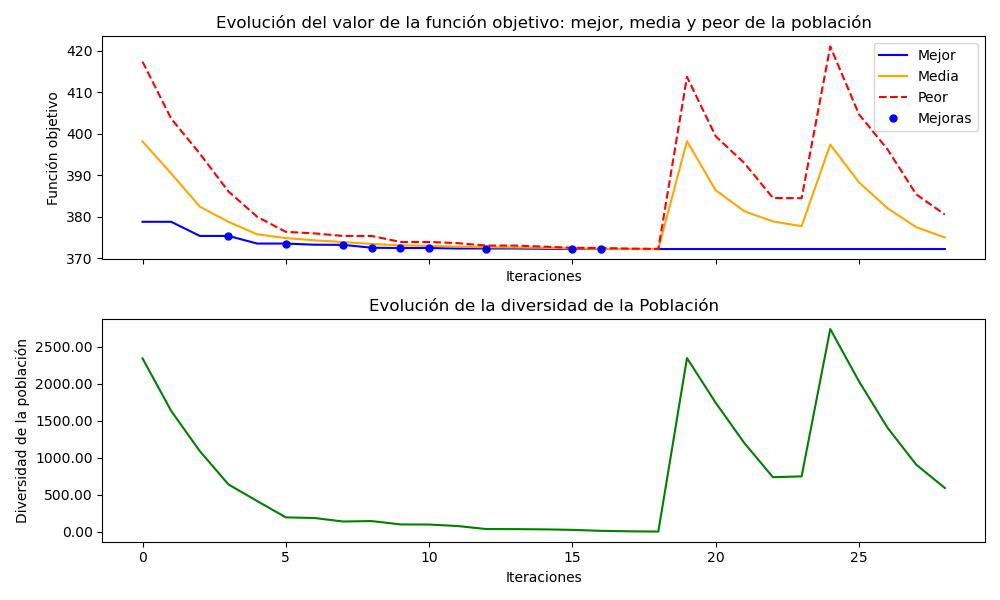 Evolución del valor de la función objetivo: mejor, media y peor de la población
420
410
400
390
380
370
Función objetivo
Mejor
Media
Peor
Mejoras
Iteraciones
Evolución de la diversidad de la Población
2500.00
2000.00
1500.00
1000.00
500.00
0.00
Diversidad de la población
0 5 10 15 20 25
Iteraciones